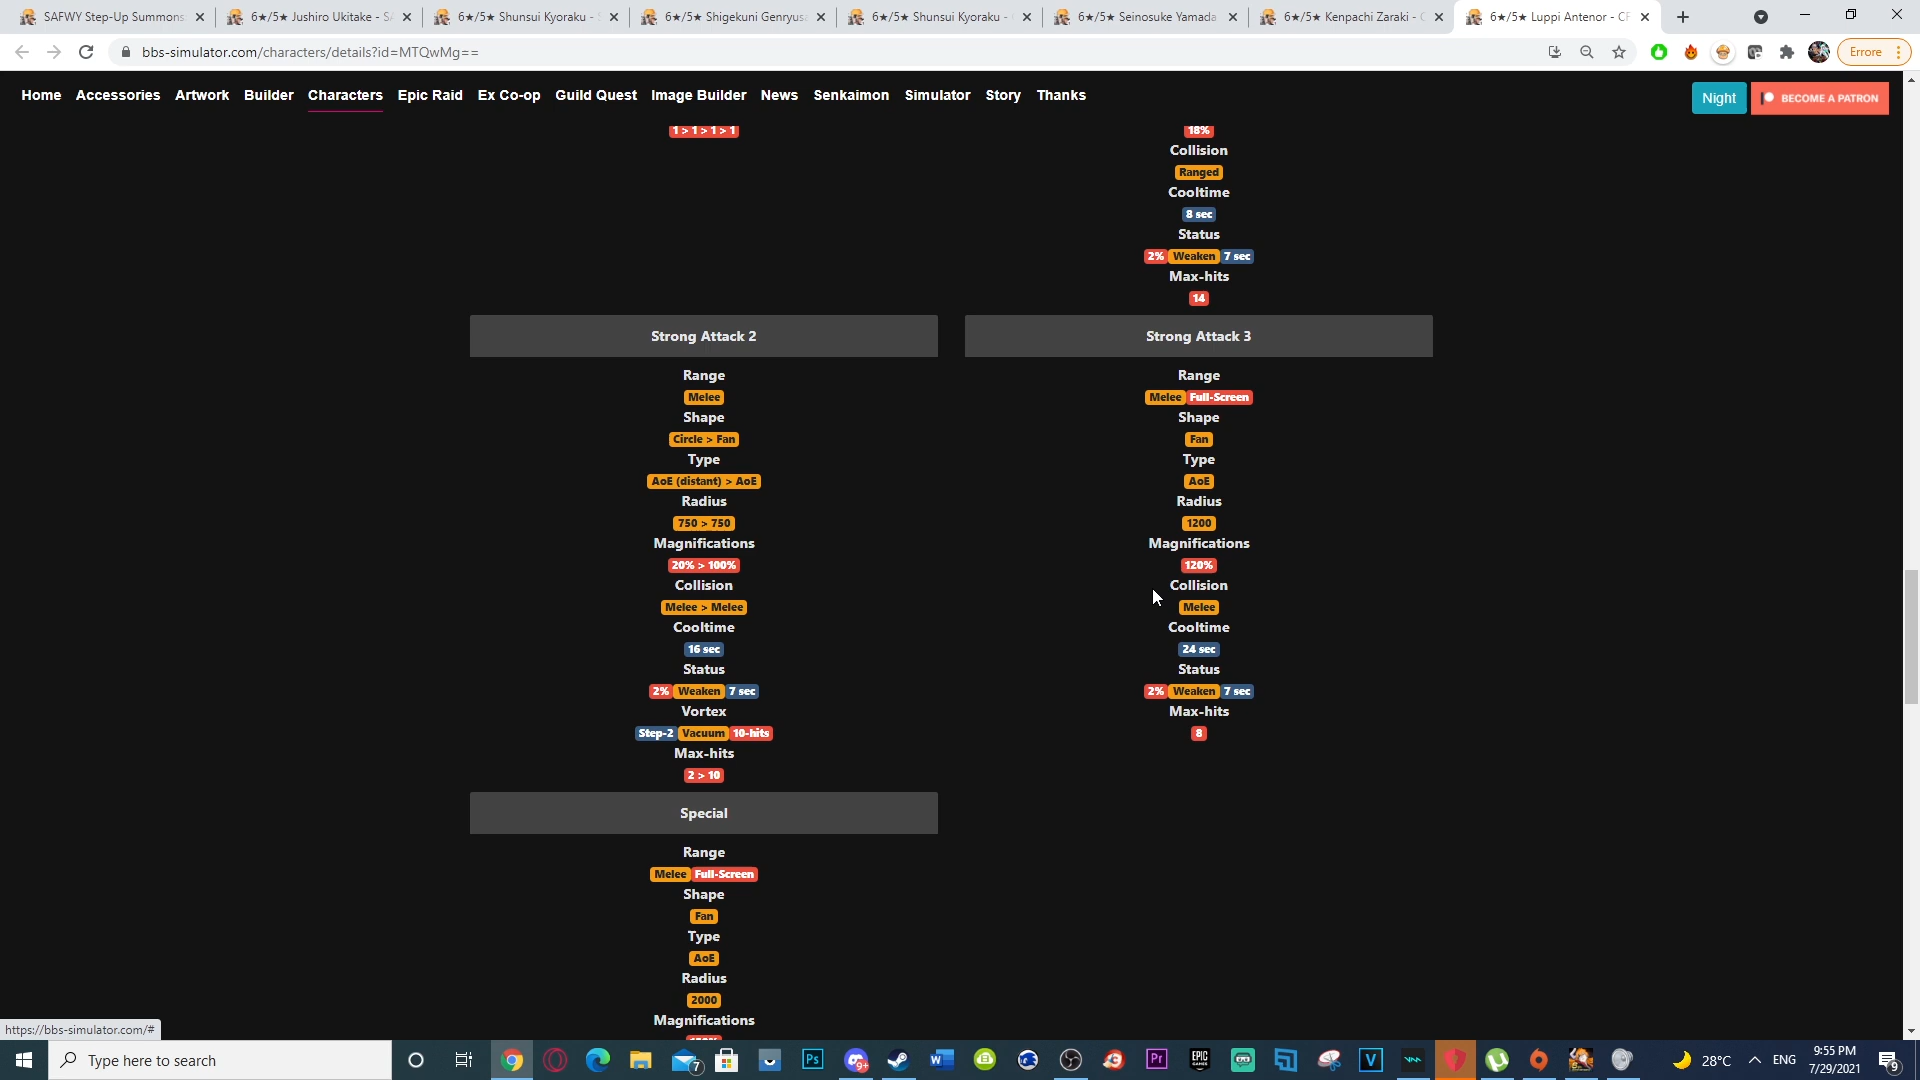 SAFWY Step-Up Summons
6★/5★ Jushiro Ukitake - SA
6★/5★ Shunsui Kyoraku - S
6★/5★ Shigekuni Genryus
6★/5★ Shunsui Kyoraku -
6★/5★ Seinosuke Yamada
6★/5★ Kenpachi Zaraki - C
6★/5★ Luppi Antenor - CF
bbs-simulator.com/characters/details?id=MTQwMg==
Errore
Home Accessories Artwork Builder Characters Epic Raid Ex Co-op Guild Quest Image Builder News Senkaimon Simulator Story Thanks
Night
BECOME A PATRON
1 > 1 > 1 > 1
18%
Collision
Ranged
Cooltime
8 sec
Status
2% Weaken 7 sec
Max-hits
14
Strong Attack 2
Range
Melee
Shape
Circle > Fan
Type
AoE (distant) > AoE
Radius
750 > 750
Magnifications
20% > 100%
Collision
Melee > Melee
Cooltime
16 sec
Status
2% Weaken 7 sec
Vortex
Step-2 Vacuum 10-hits
Max-hits
2 > 10
Strong Attack 3
Range
Melee Full-Screen
Shape
Fan
Type
AoE
Radius
1200
Magnifications
120%
Collision
Melee
Cooltime
24 sec
Status
2% Weaken 7 sec
Max-hits
8
Special
Range
Melee Full-Screen
Shape
Fan
Type
AoE
Radius
2000
Magnifications
https://bbs-simulator.com/#
Type here to search
7
Ps
9+
W
Pr
EPIC GAMES
V
28°C
ENG
9:55 PM
7/29/2021
9